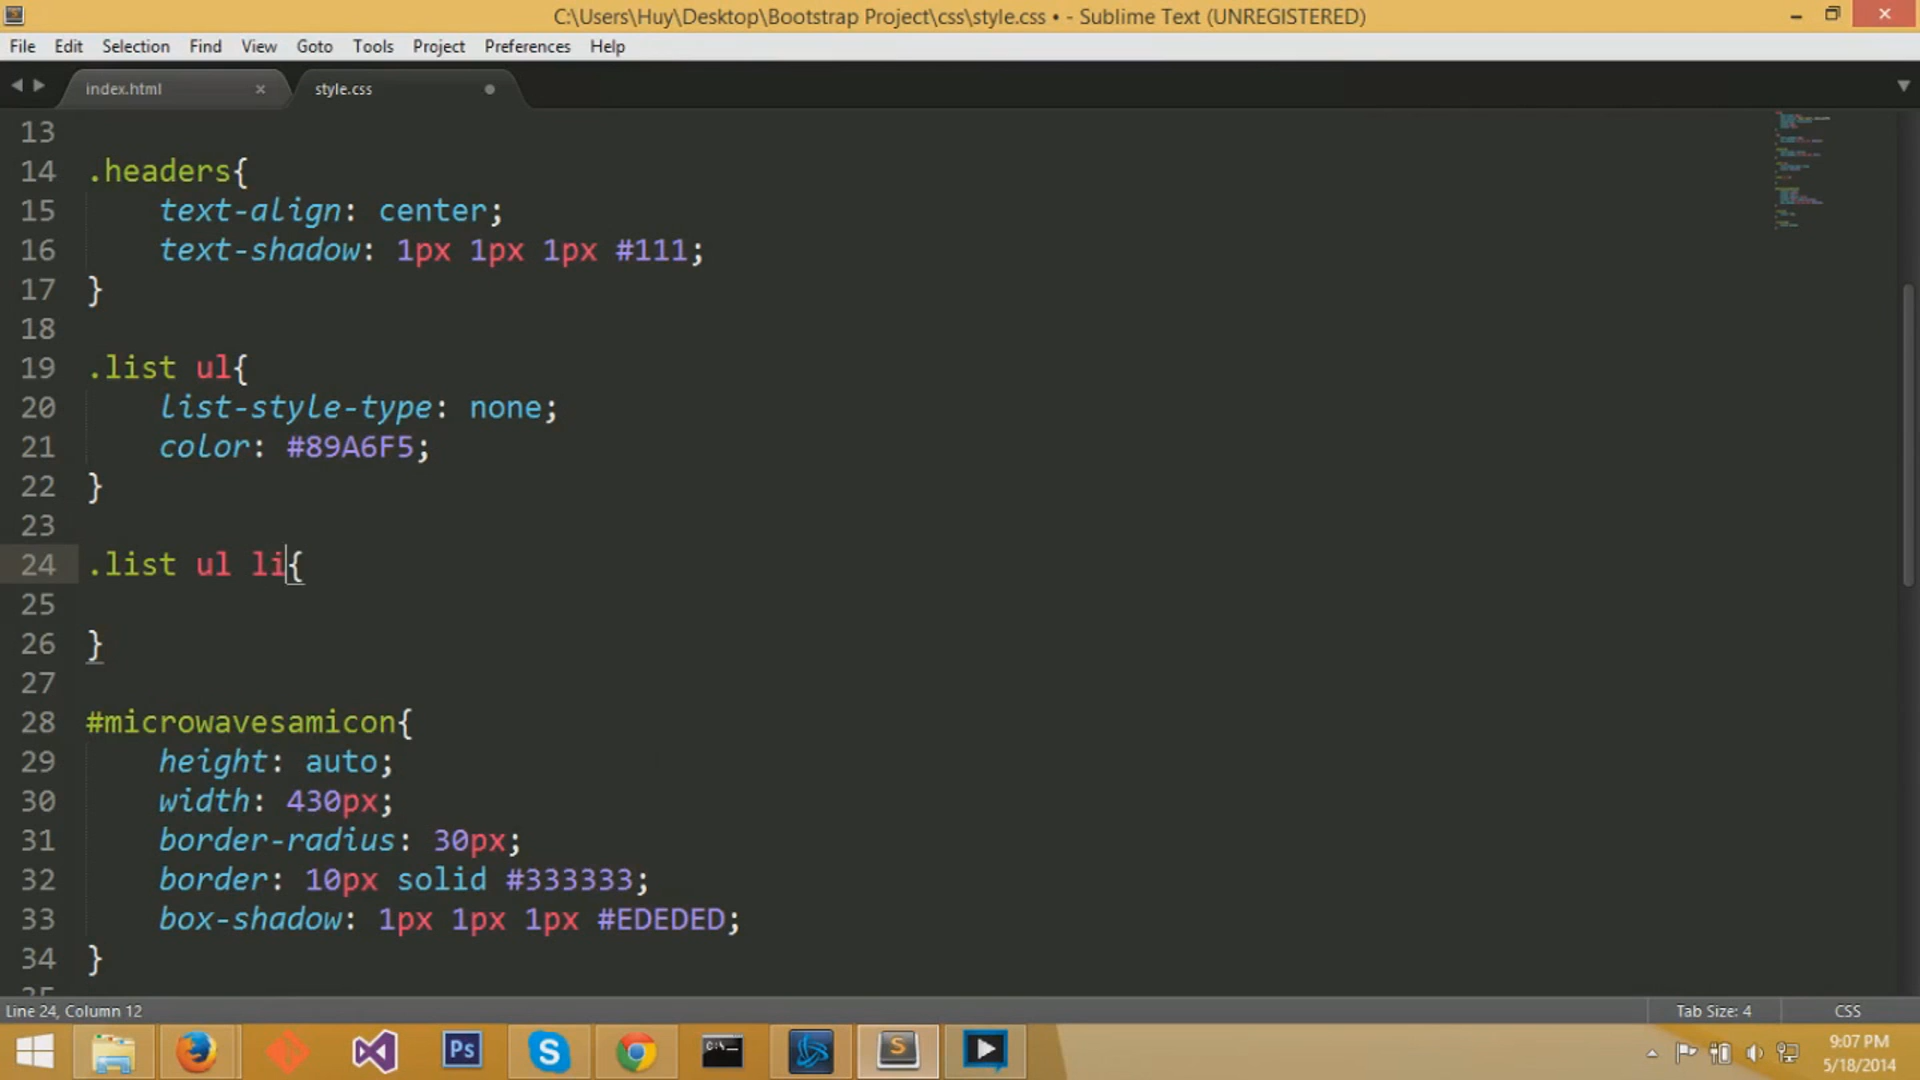 C:\Users\Huy\Desktop\Bootstrap Project\css\style.css • - Sublime Text (UNREGISTERED)
File Edit Selection Find View Goto Tools Project Preferences Help
index.html × style.css
13
14 .headers{
15 text-align: center;
16 text-shadow: 1px 1px 1px #111;
17 }
18
19 .list ul{
20 list-style-type: none;
21 color: #89A6F5;
22 }
23
24 .list ul li{
25
26 }
27
28 #microwavesamicon{
29 height: auto;
30 width: 430px;
31 border-radius: 30px;
32 border: 10px solid #333333;
33 box-shadow: 1px 1px 1px #EDEDED;
34 }
35
Line 24, Column 12 Tab Size: 4 CSS
Ps S C:\_ S
9:07 PM
5/18/2014